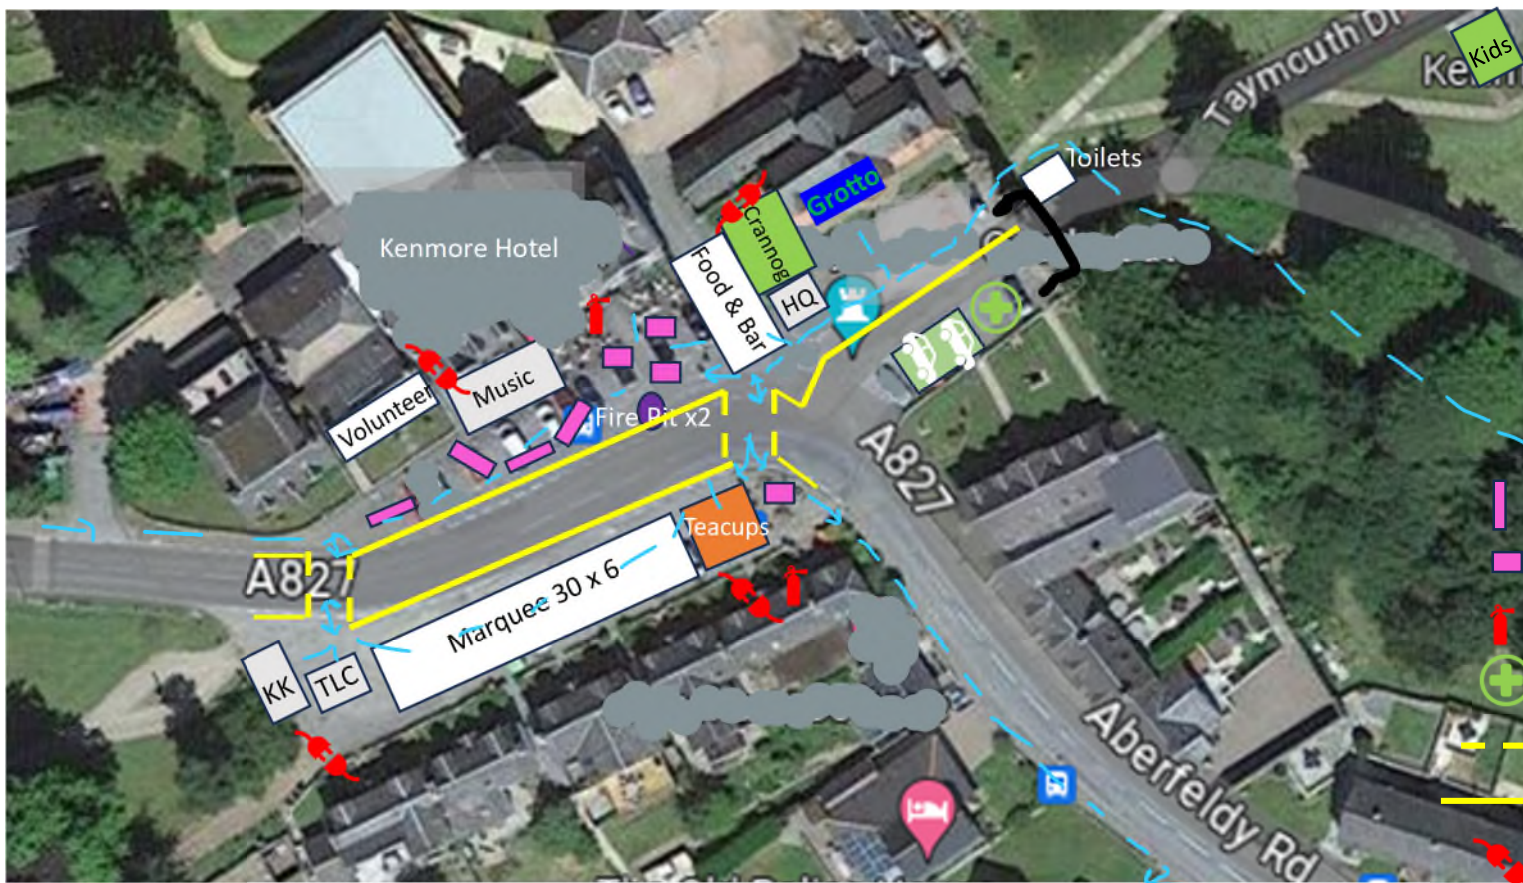 Kids
Taymouth Dr
Ke
Toilets
Grotto
Crannog
Kenmore Hotel
Food & Bar
HQ
Music
Volunteer
Fire Pit x2
A827
Teacups
A827
Marquee 30 x 6
KK
TLC
Aberfeldy Rd